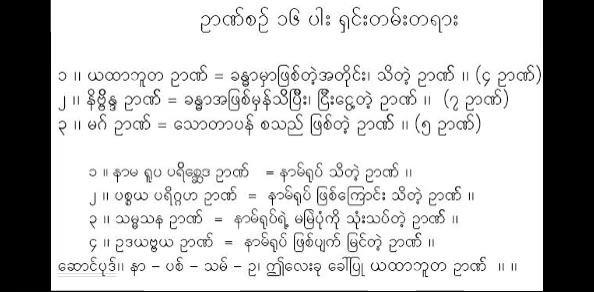 ဉာဏ်စဉ် ၁၆ ပါး ရှင်းတမ်းတရား
၁ ။ ယထာဘူတ ဉာဏ် = ခန္ဓာမှာဖြစ်တဲ့အတိုင်း၊ သိတဲ့ ဉာဏ် ။ (၄ ဉာဏ်)
၂ ။ နိဗ္ဗိန္ဒ ဉာဏ် = ခန္ဓာအဖြစ်မှန်သိပြီး၊ ငြီးငွေ့တဲ့ ဉာဏ် ။ (၇ ဉာဏ်)
၃ ။ မဂ် ဉာဏ် = သောတာပန် စသည် ဖြစ်တဲ့ ဉာဏ် ။ (၅ ဉာဏ်)
၁ ။ နာမ ရူပ ပရိစ္ဆေဒ ဉာဏ် = နာမ်ရုပ် သိတဲ့ ဉာဏ် ။
၂ ။ ပစ္စယ ပရိဂ္ဂဟ ဉာဏ် = နာမ်ရုပ် ဖြစ်ကြောင်း သိတဲ့ ဉာဏ် ။
၃ ။ သမ္မသန ဉာဏ် = နာမ်ရုပ်ရဲ့ မမြဲပုံကို သုံးသပ်တဲ့ ဉာဏ် ။
၄ ။ ဥဒယဗ္ဗယ ဉာဏ် = နာမ်ရုပ် ဖြစ်ပျက် မြင်တဲ့ ဉာဏ် ။
ဆောင်ပုဒ်။ နာ – ပစ် – သမ် – ဥ၊ ဤလေးခု ခေါ်ပြု ယထာဘူတ ဉာဏ် ။ ။